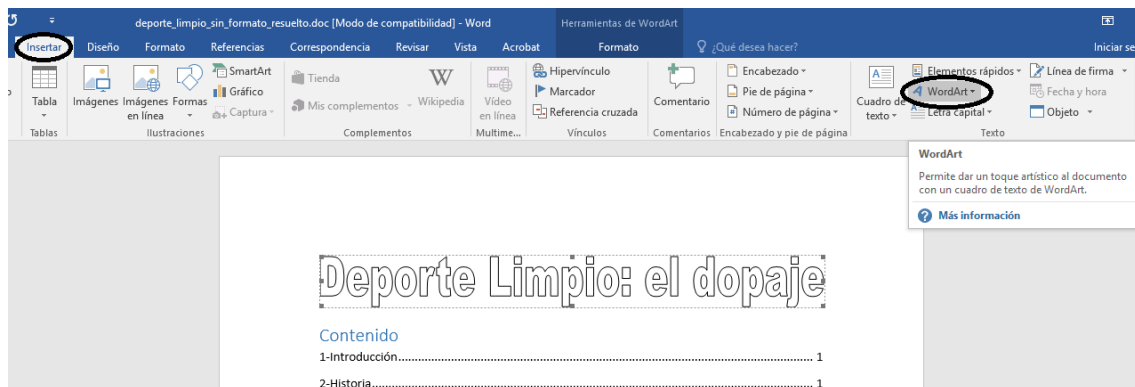 deporte_limpio_sin_formato_resuelto.doc [Modo de compatibilidad] - Word
Herramientas de WordArt
Insertar Diseño Formato Referencias Correspondencia Revisar Vista Acrobat Formato ¿Qué desea hacer?
Tabla
Tablas
Imágenes Imágenes en línea Formas
SmartArt
Gráfico
Captura
Ilustraciones
Tienda
Mis complementos
Wikipedia
Complementos
Vídeo en línea
Multime...
Hipervínculo
Marcador
Referencia cruzada
Vínculos
Comentario
Comentarios
Encabezado
Pie de página
Número de página
Encabezado y pie de página
Cuadro de texto
Elementos rápidos
WordArt
Letra capital
Línea de firma
Fecha y hora
Objeto
Texto
WordArt
Permite dar un toque artístico al documento
con un cuadro de texto de WordArt.
Más información
Deporte Limpio: el dopaje
Contenido
1-Introducción 1
2-Historia 1